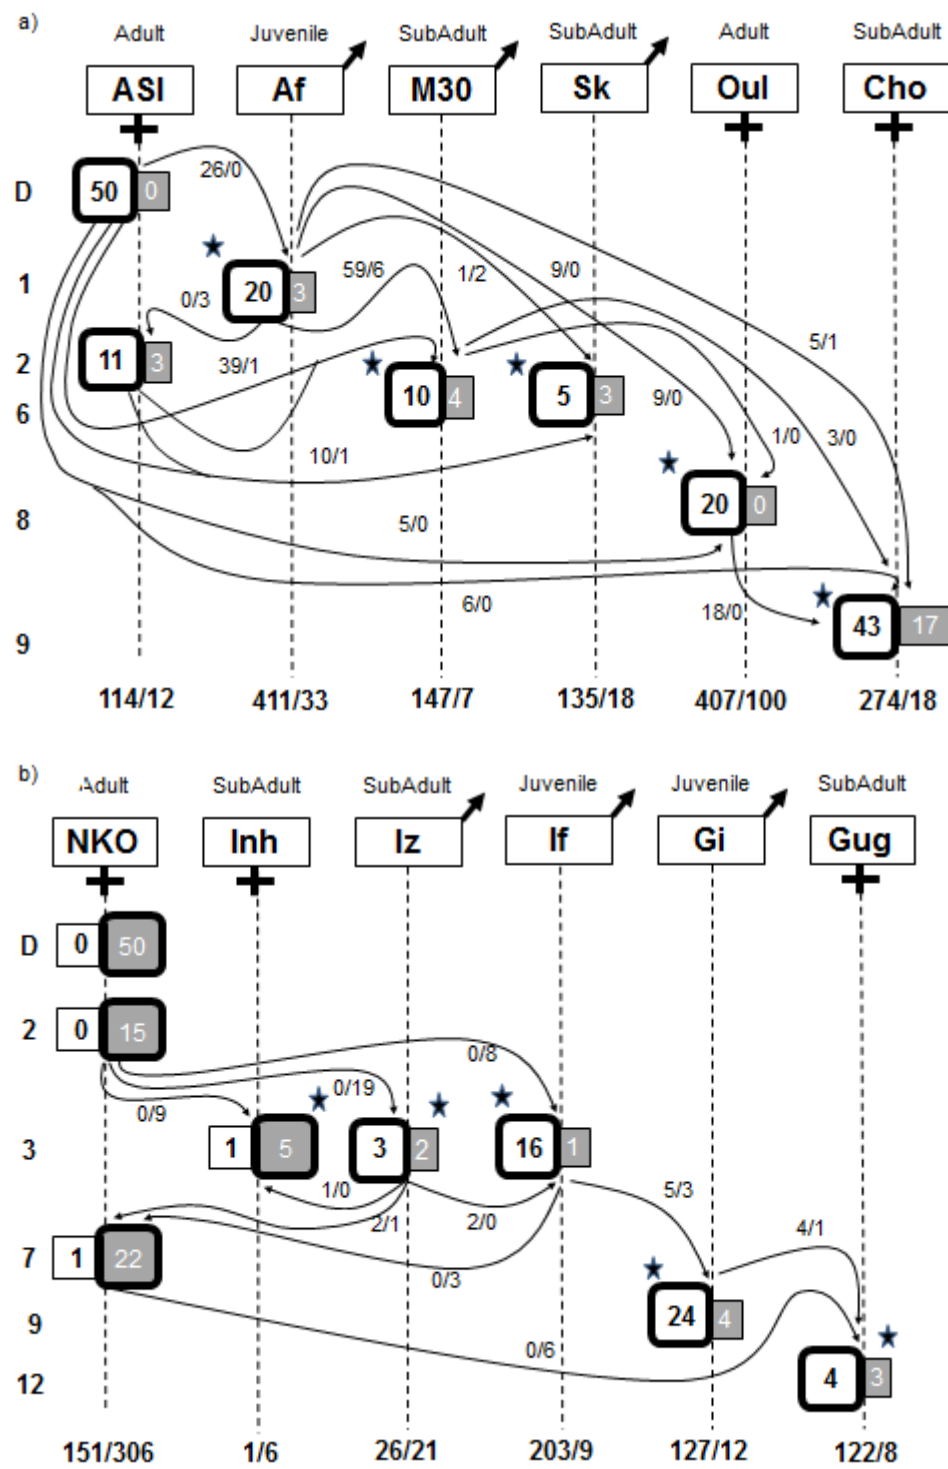 a)
Adult Juvenile SubAdult SubAdult Adult SubAdult
ASI Af M30 Sk Oul Cho
D 50 0 26/0
1 20 3 59/6 1/2 9/0
0/3
2 11 3 39/1 10 4 5 3 5/1
6 9/0 1/0 3/0
10/1
8 5/0 20 0
6/0 18/0
9 43 17
114/12 411/33 147/7 135/18 407/100 274/18
b)
Adult SubAdult SubAdult Juvenile Juvenile SubAdult
NKO Inh Iz If Gi Gug
D 0 50
2 0 15
0/8
0/9 0/19
3 1 5 3 2 16 1
1/0 2/1 2/0 5/3
7 1 22 0/3 4/1
9 24 4
0/6
12 4 3
151/306 1/6 26/21 203/9 127/12 122/8